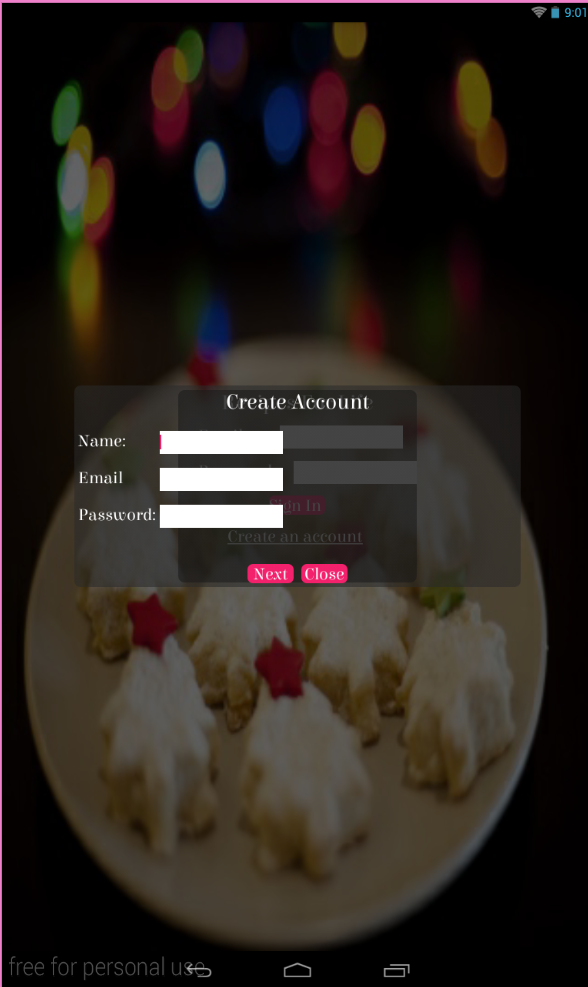 9:01
Create Account
Name:
Email
Password:
Sign In
Create an account
Next Close
free for personal use